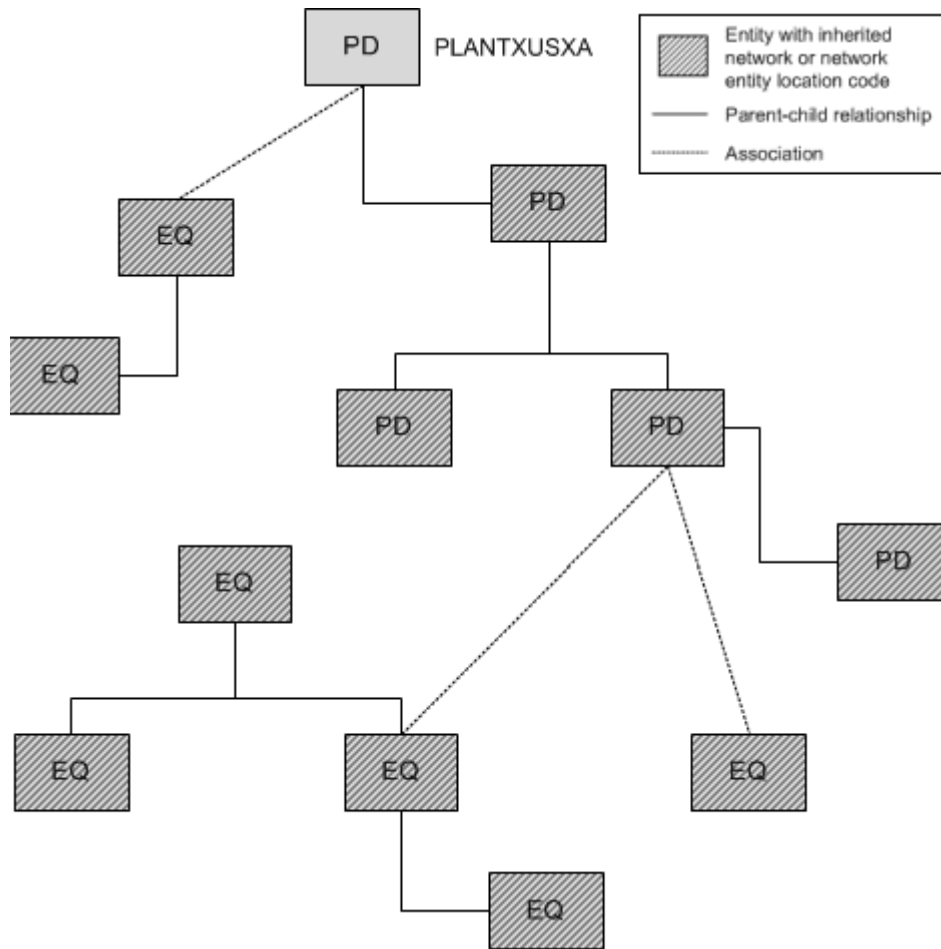 PD PLANTXUSXA
Entity with inherited
network or network
entity location code
Parent-child relationship
Association
PD
EQ
EQ
PD
PD
PD
EQ
EQ
EQ
EQ
EQ